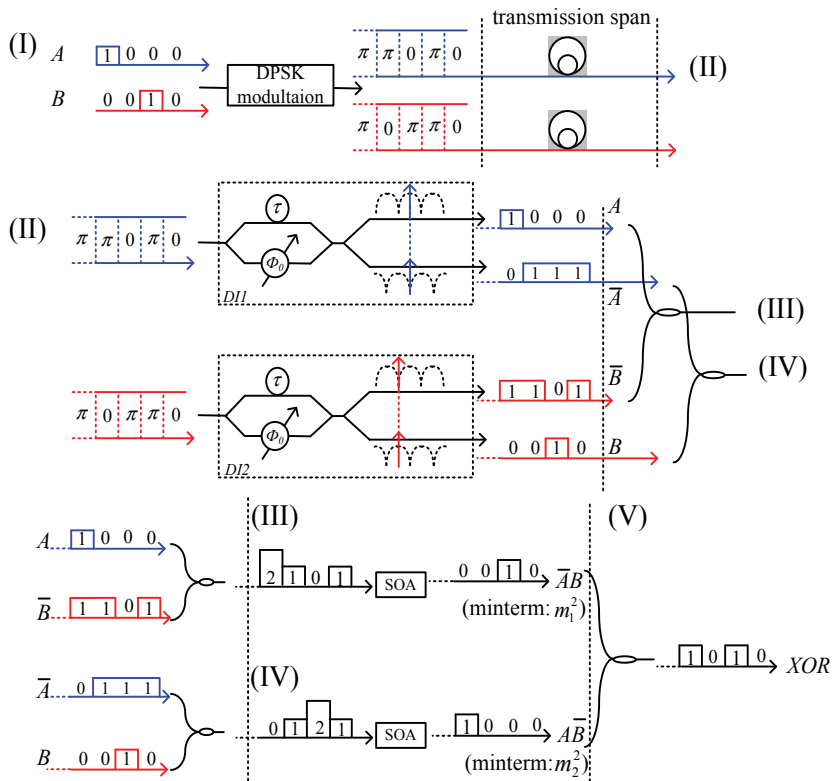 (I)
A 1 0 0 0
B 0 0 1 0
DPSK
modultaion
π π 0 π 0
π 0 π π 0
transmission span
(II)
(II)
π π 0 π 0
τ
Φ₀
DI1
1 0 0 0 A
0 1 1 1 A̅
(III)
(IV)
π 0 π π 0
τ
Φ₀
DI2
1 1 0 1 B̅
0 0 1 0 B
(III)
(V)
A 1 0 0 0
B̅ 1 1 0 1
2 1 0 1
SOA
0 0 1 0
A̅B
(minterm: m₁²)
(IV)
A̅ 0 1 1 1
B 0 0 1 0
0 1 2 1
SOA
1 0 0 0
AB̅
(minterm: m₂²)
1 0 1 0 XOR